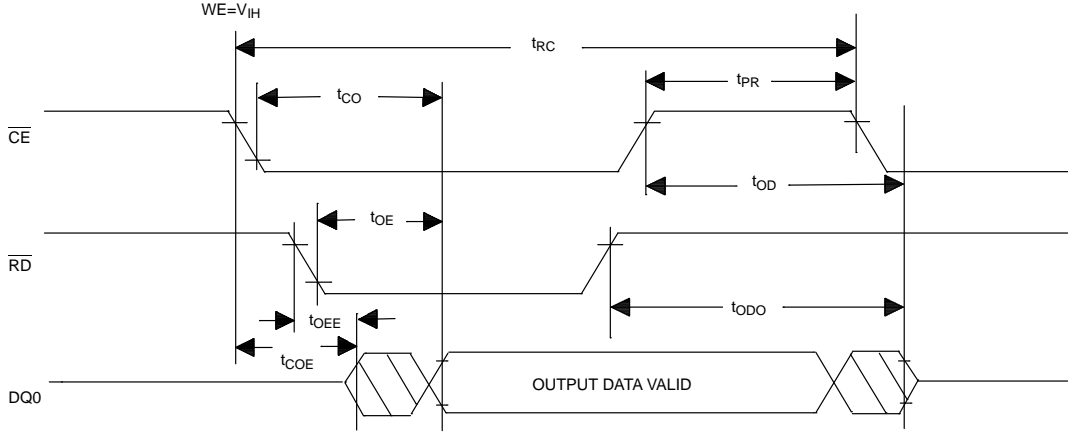 WE=VIH
tRC
tPR
tCO
CE
tOD
tOE
RD
tODO
tOEE
tCOE
OUTPUT DATA VALID
DQ0